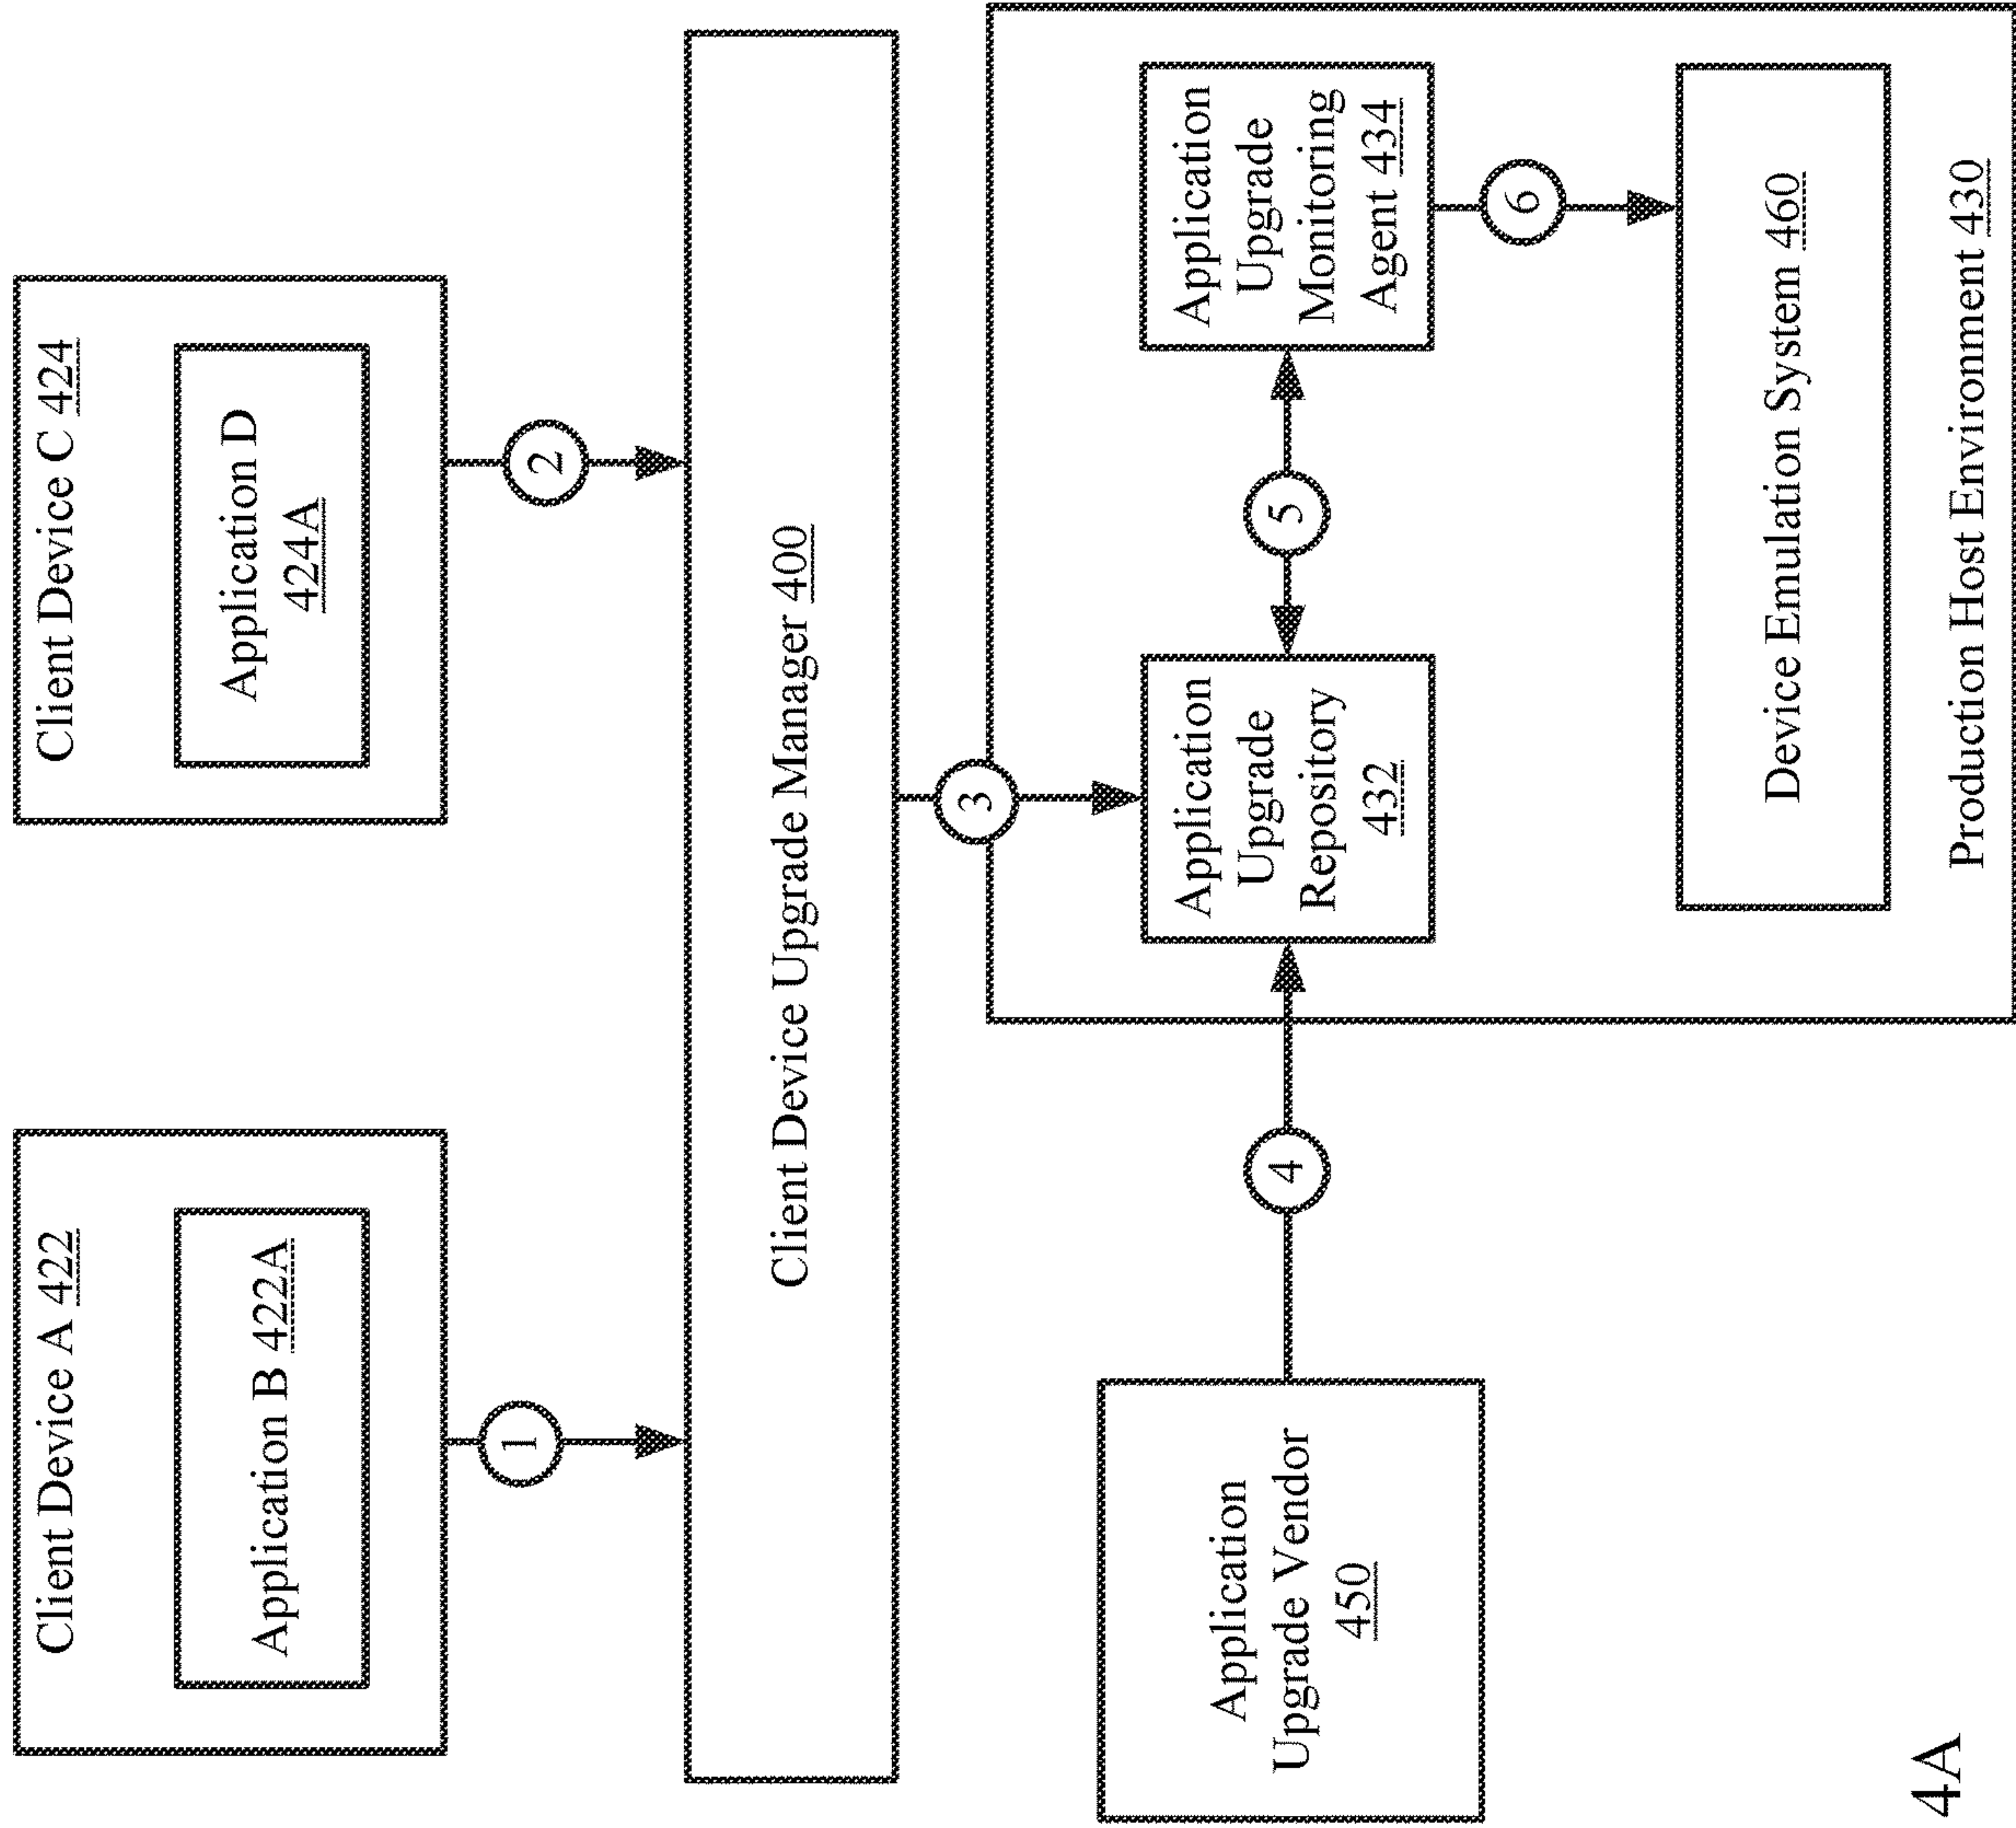 Client Device A 422
Application B 422A
Client Device C 424
Application D
424A
1
2
Client Device Upgrade Manager 400
3
Application
Upgrade Vendor
450
4
Application
Upgrade
Repository
432
5
Application
Upgrade
Monitoring
Agent 434
6
Device Emulation System 460
Production Host Environment 430
4A